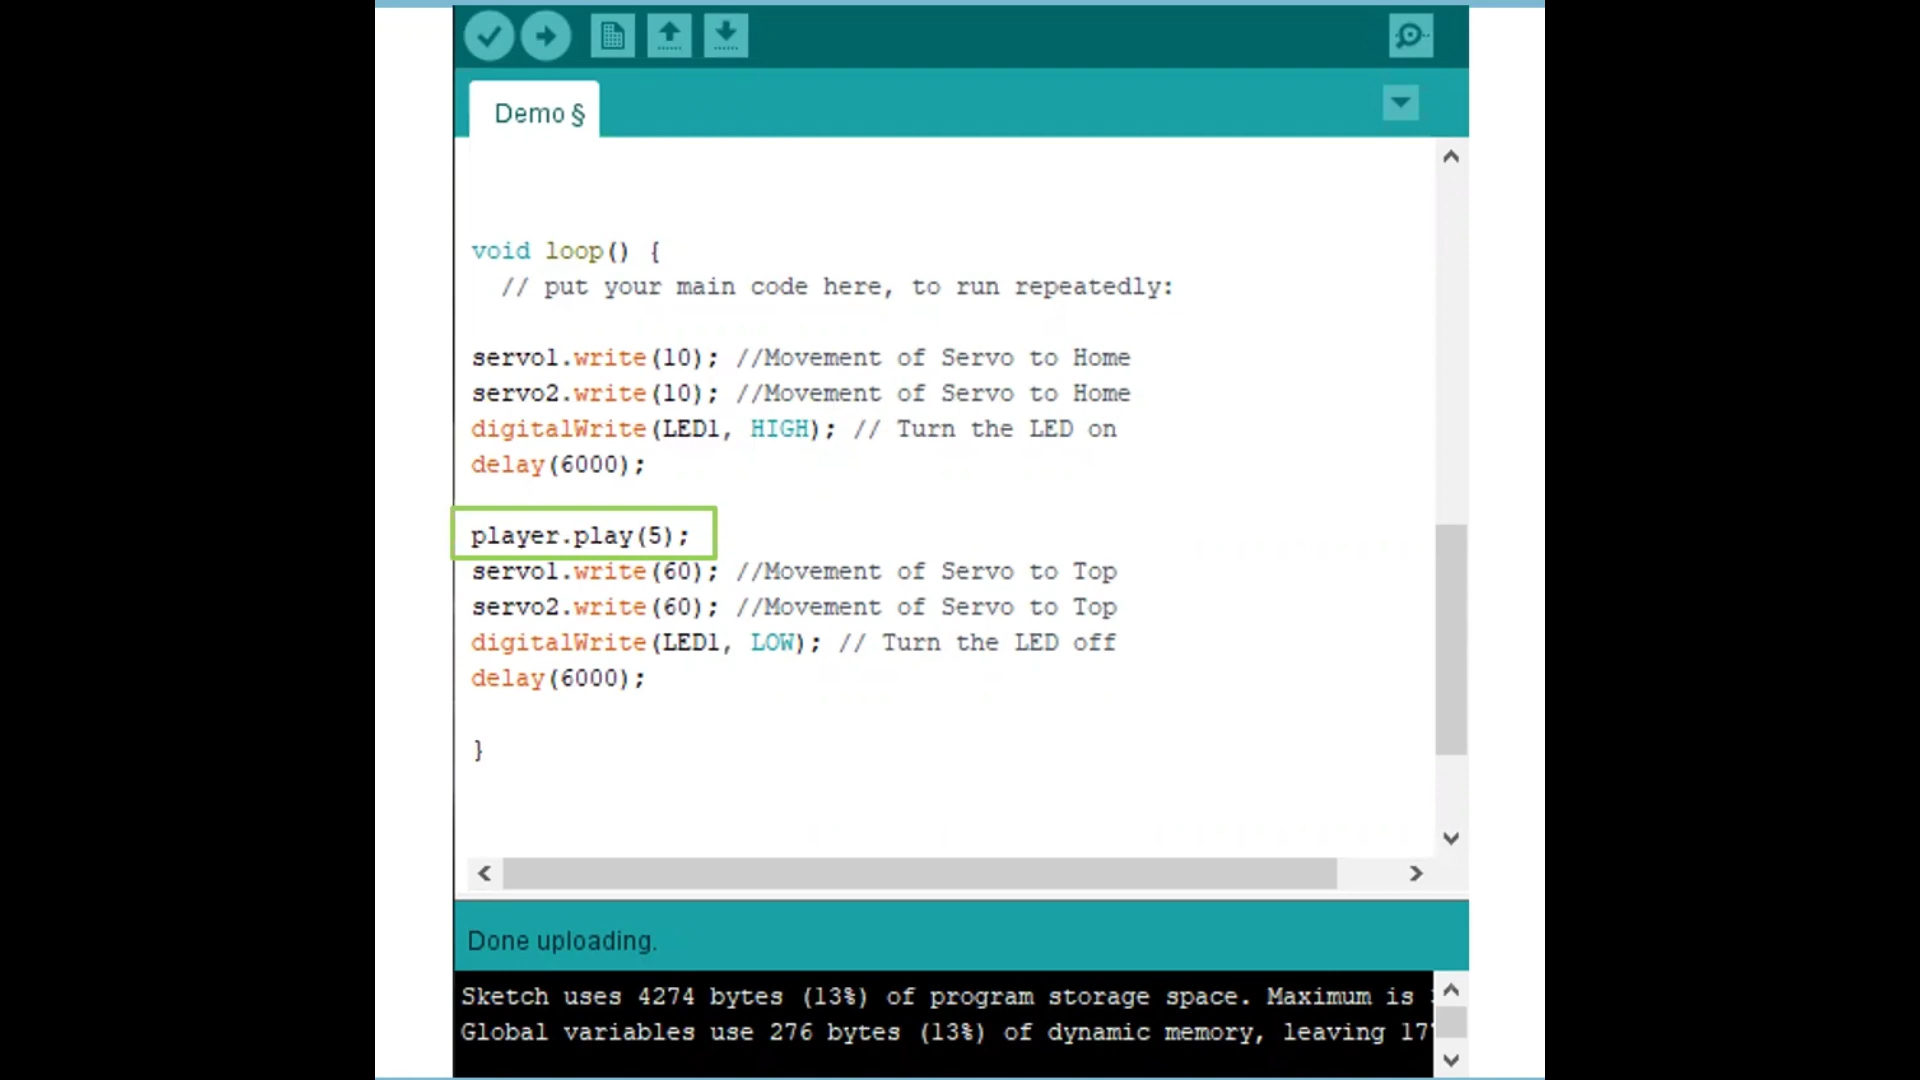 Demo §
void loop() {
// put your main code here, to run repeatedly:
servo1.write(10); //Movement of Servo to Home
servo2.write(10); //Movement of Servo to Home
digitalWrite(LED1, HIGH); // Turn the LED on
delay(6000);
player.play(5);
servo1.write(60); //Movement of Servo to Top
servo2.write(60); //Movement of Servo to Top
digitalWrite(LED1, LOW); // Turn the LED off
delay(6000);
}
Done uploading.
Sketch uses 4274 bytes (13%) of program storage space. Maximum is
Global variables use 276 bytes (13%) of dynamic memory, leaving 17